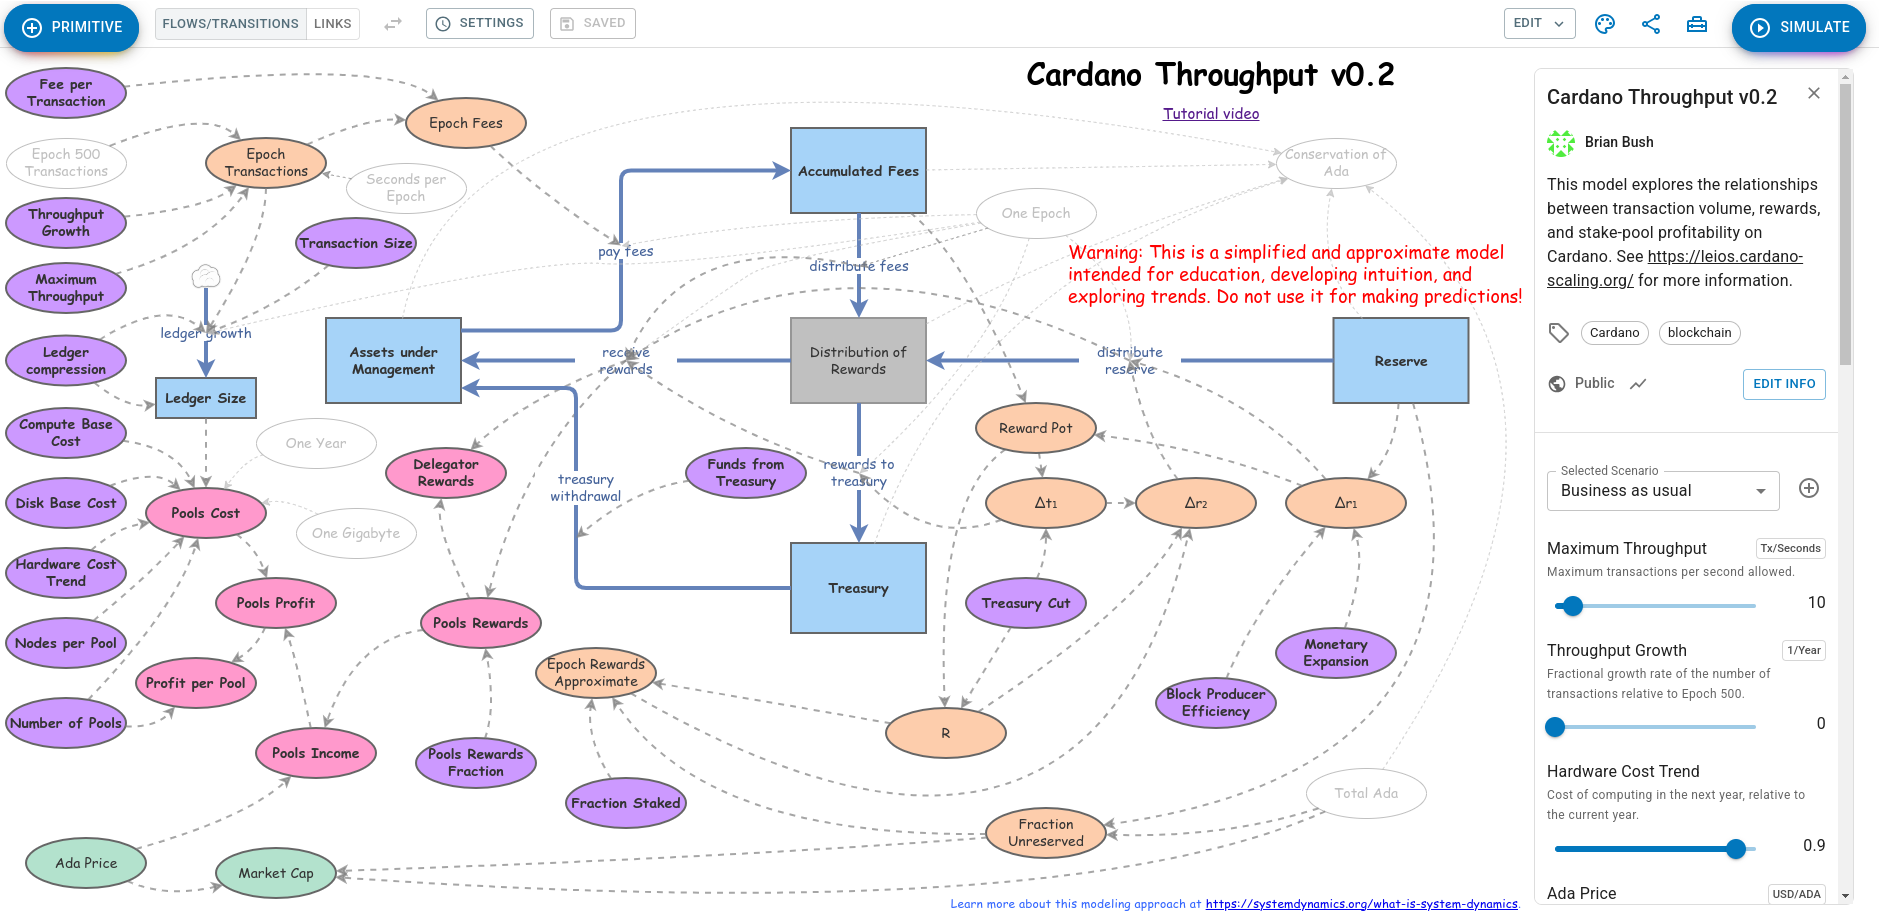 PRIMITIVE
FLOWS/TRANSITIONS
LINKS
SETTINGS
SAVED
EDIT
SIMULATE
Cardano Throughput v0.2
Tutorial video
Warning: This is a simplified and approximate model
intended for education, developing intuition, and
exploring trends. Do not use it for making predictions!
Fee per
Transaction
Epoch 500
Transactions
Throughput
Growth
Maximum
Throughput
Ledger
compression
Compute Base
Cost
Disk Base Cost
Hardware Cost
Trend
Nodes per Pool
Number of Pools
Ada Price
Epoch
Transactions
Epoch Fees
Seconds per
Epoch
Transaction Size
ledger growth
Ledger Size
One Year
Pools Cost
One Gigabyte
Pools Profit
Profit per Pool
Pools Income
Market Cap
Assets under
Management
pay fees
receive
rewards
Delegator
Rewards
treasury
withdrawal
Pools Rewards
Pools Rewards
Fraction
Epoch Rewards
Approximate
Fraction Staked
Funds from
Treasury
Accumulated Fees
distribute fees
Distribution of
Rewards
rewards to
treasury
Treasury
One Epoch
Conservation of
Ada
distribute
reserve
Reserve
Reward Pot
Δt₁
Δr₂
Δr₁
Treasury Cut
Monetary
Expansion
Block Producer
Efficiency
R
Total Ada
Fraction
Unreserved
Learn more about this modeling approach at https://systemdynamics.org/what-is-system-dynamics.
Cardano Throughput v0.2
Brian Bush
This model explores the relationships
between transaction volume, rewards,
and stake-pool profitability on
Cardano. See https://leios.cardano-
scaling.org/ for more information.
Cardano
blockchain
Public
EDIT INFO
Selected Scenario
Business as usual
Maximum Throughput
Tx/Seconds
Maximum transactions per second allowed.
10
Throughput Growth
1/Year
Fractional growth rate of the number of
transactions relative to Epoch 500.
0
Hardware Cost Trend
Cost of computing in the next year, relative to
the current year.
0.9
Ada Price
USD/ADA